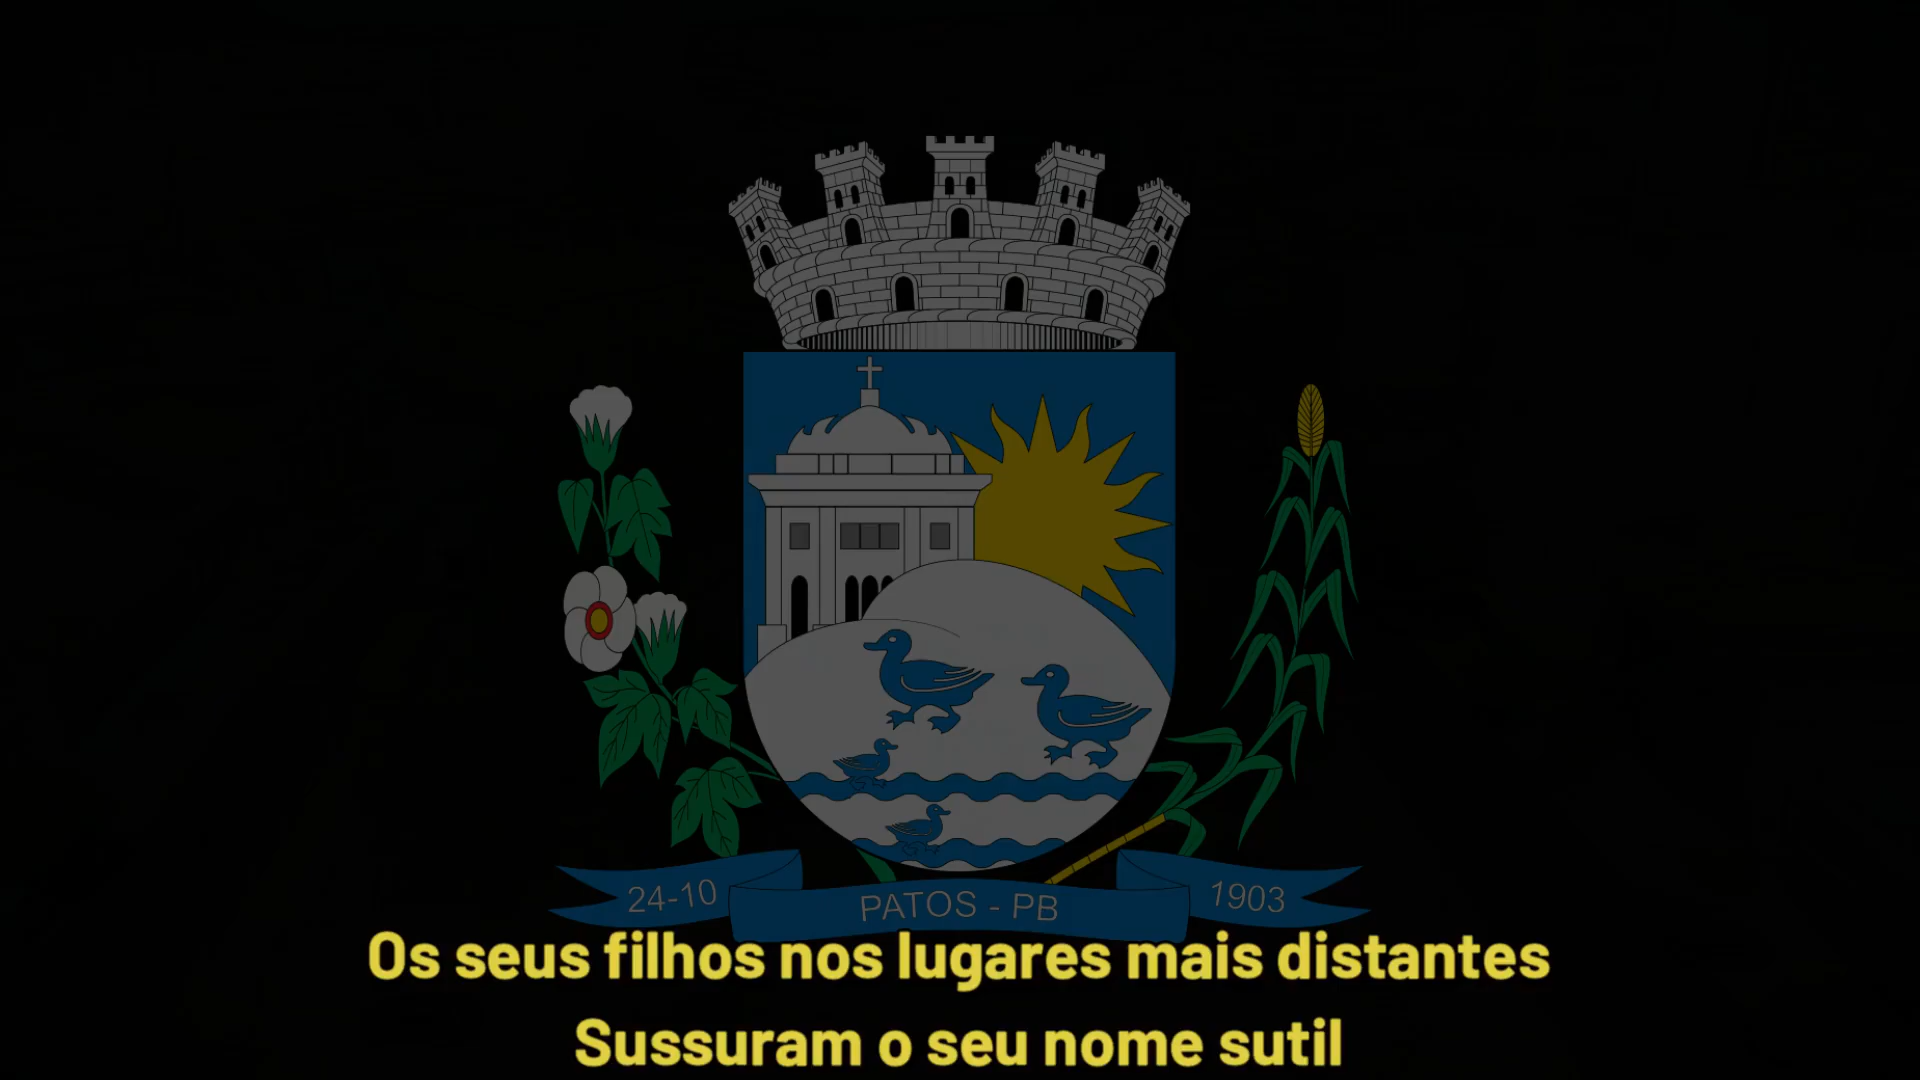 24-10
PATOS - PB
1903
Os seus filhos nos lugares mais distantes
Sussuram o seu nome sutil